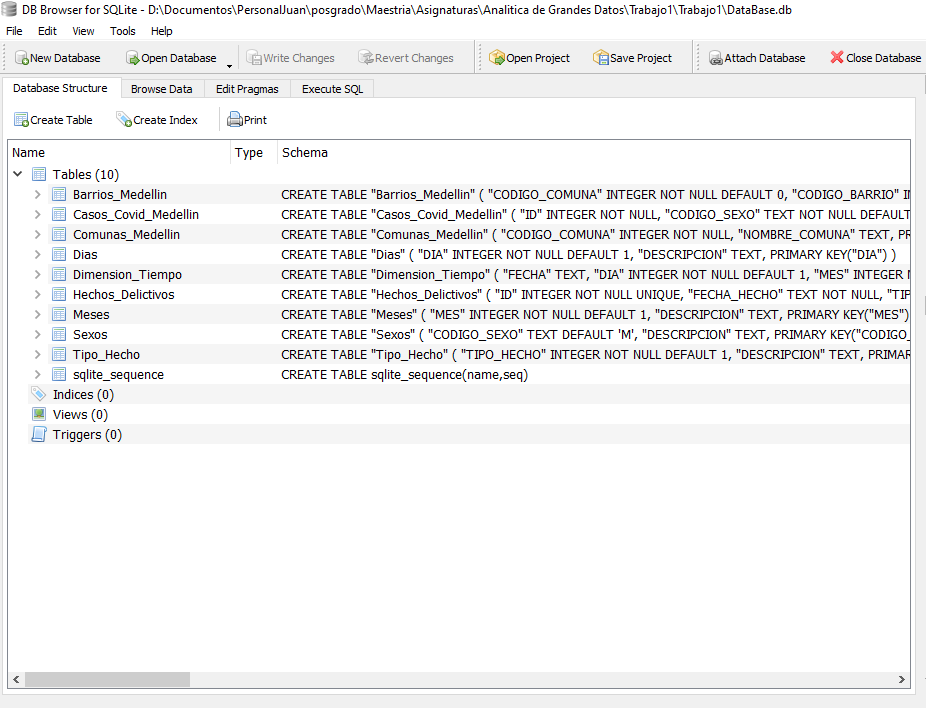 DB Browser for SQLite - D:\Documentos\PersonalJuan\posgrado\Maestria\Asignaturas\Analitica de Grandes Datos\Trabajo1\Trabajo1\DataBase.db
File Edit View Tools Help
New Database Open Database Write Changes Revert Changes Open Project Save Project Attach Database Close Database
Database Structure Browse Data Edit Pragmas Execute SQL
Create Table Create Index Print
Name Type Schema
Tables (10)
Barrios_Medellin CREATE TABLE "Barrios_Medellin" ( "CODIGO_COMUNA" INTEGER NOT NULL DEFAULT 0, "CODIGO_BARRIO" I
Casos_Covid_Medellin CREATE TABLE "Casos_Covid_Medellin" ( "ID" INTEGER NOT NULL, "CODIGO_SEXO" TEXT NOT NULL DEFAULT
Comunas_Medellin CREATE TABLE "Comunas_Medellin" ( "CODIGO_COMUNA" INTEGER NOT NULL, "NOMBRE_COMUNA" TEXT, PR
Dias CREATE TABLE "Dias" ( "DIA" INTEGER NOT NULL DEFAULT 1, "DESCRIPCION" TEXT, PRIMARY KEY("DIA") )
Dimension_Tiempo CREATE TABLE "Dimension_Tiempo" ( "FECHA" TEXT, "DIA" INTEGER NOT NULL DEFAULT 1, "MES" INTEGER N
Hechos_Delictivos CREATE TABLE "Hechos_Delictivos" ( "ID" INTEGER NOT NULL UNIQUE, "FECHA_HECHO" TEXT NOT NULL, "TIP
Meses CREATE TABLE "Meses" ( "MES" INTEGER NOT NULL DEFAULT 1, "DESCRIPCION" TEXT, PRIMARY KEY("MES")
Sexos CREATE TABLE "Sexos" ( "CODIGO_SEXO" TEXT DEFAULT 'M', "DESCRIPCION" TEXT, PRIMARY KEY("CODIGO_
Tipo_Hecho CREATE TABLE "Tipo_Hecho" ( "TIPO_HECHO" INTEGER NOT NULL DEFAULT 1, "DESCRIPCION" TEXT, PRIMAR
sqlite_sequence CREATE TABLE sqlite_sequence(name,seq)
Indices (0)
Views (0)
Triggers (0)